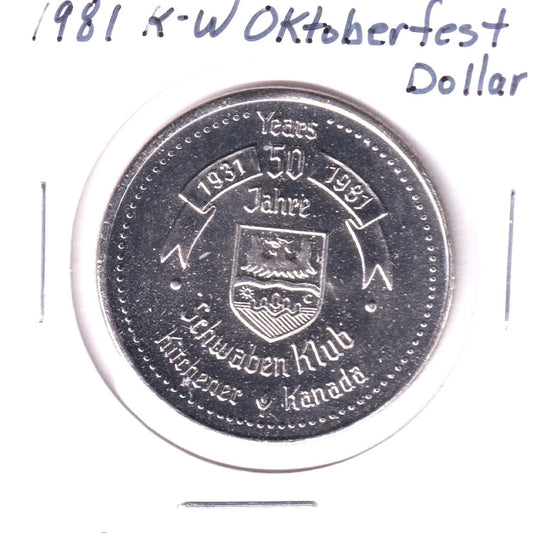 1981 K-W Oktoberfest
Dollar
Years
1931 50 1981
Jahre
Schwaben Klub
Kitchener Kanada